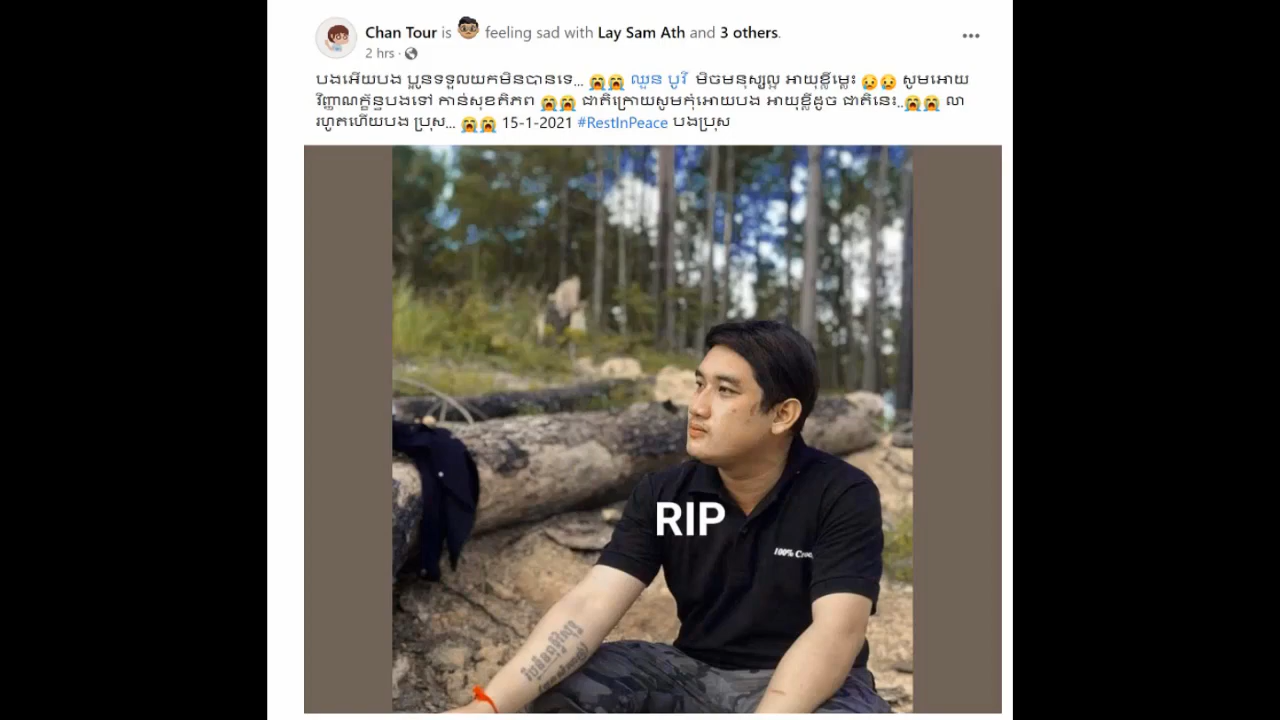 Chan Tour is feeling sad with Lay Sam Ath and 3 others.
2 hrs ·
បងអើយបង ប្អូនទទួលយកមិនបានទេ... 😭😭 ឈួន បូរី មិចមនុស្សល្អ អាយុខ្លីម្លេះ 😥😥 សូមអោយ
វិញ្ញាណក្ខ័ន្ធបងទៅ កាន់សុខតិភព 😭😭 ជាតិក្រោយសូមកុំអោយបង អាយុខ្លីដូច ជាតិនេះ..😭😭 លា
រហូតហើយបង ប្រុស... 😭😭 15-1-2021 #RestInPeace បងប្រុស
RIP
100%